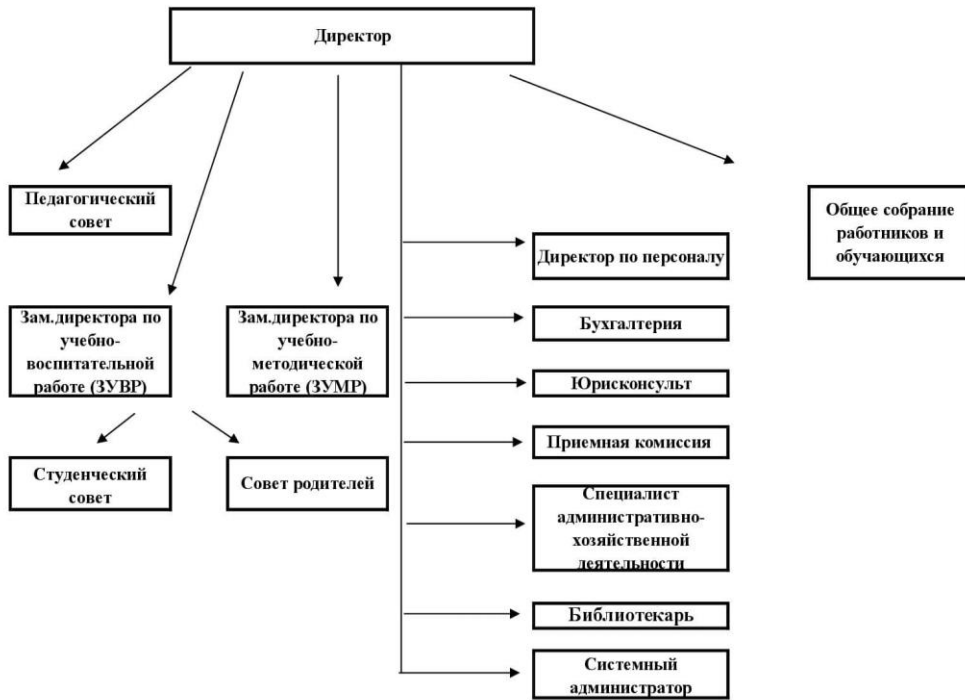 Директор
Педагогический
совет
Общее собрание
работников и
обучающихся
Директор по персоналу
Зам.директора по
учебно-
воспитательной
работе (ЗУВР)
Зам.директора по
учебно-
методической
работе (ЗУМР)
Бухгалтерия
Юрисконсульт
Приемная комиссия
Студенческий
совет
Совет родителей
Специалист
административно-
хозяйственной
деятельности
Библиотекарь
Системный
администратор